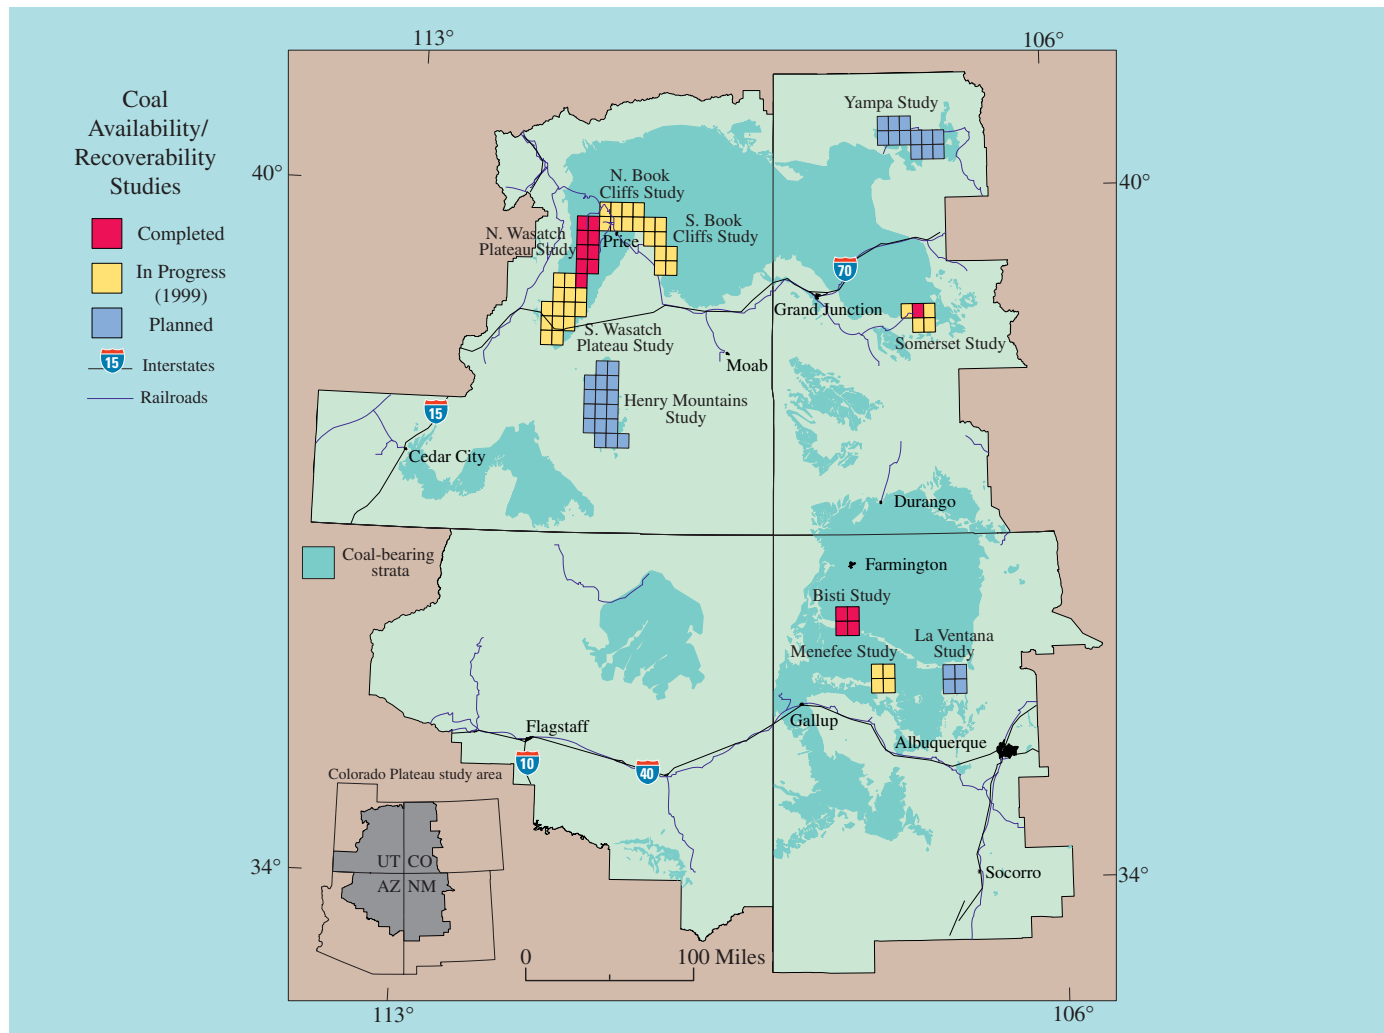 113°
106°
Coal
Availability/
Recoverability
Studies
Completed
In Progress
(1999)
Planned
15
Interstates
Railroads
40°
40°
Yampa Study
N. Book
Cliffs Study
S. Book
Cliffs Study
N. Wasatch
Plateau Study
Price
70
Grand Junction
Somerset Study
S. Wasatch
Plateau Study
Moab
Henry Mountains
Study
15
Cedar City
Durango
Coal-bearing
strata
Farmington
Bisti Study
La Ventana
Study
Menefee Study
Gallup
Flagstaff
Albuquerque
10
40
Colorado Plateau study area
UT CO
AZ NM
34°
34°
Socorro
0 100 Miles
113°
106°